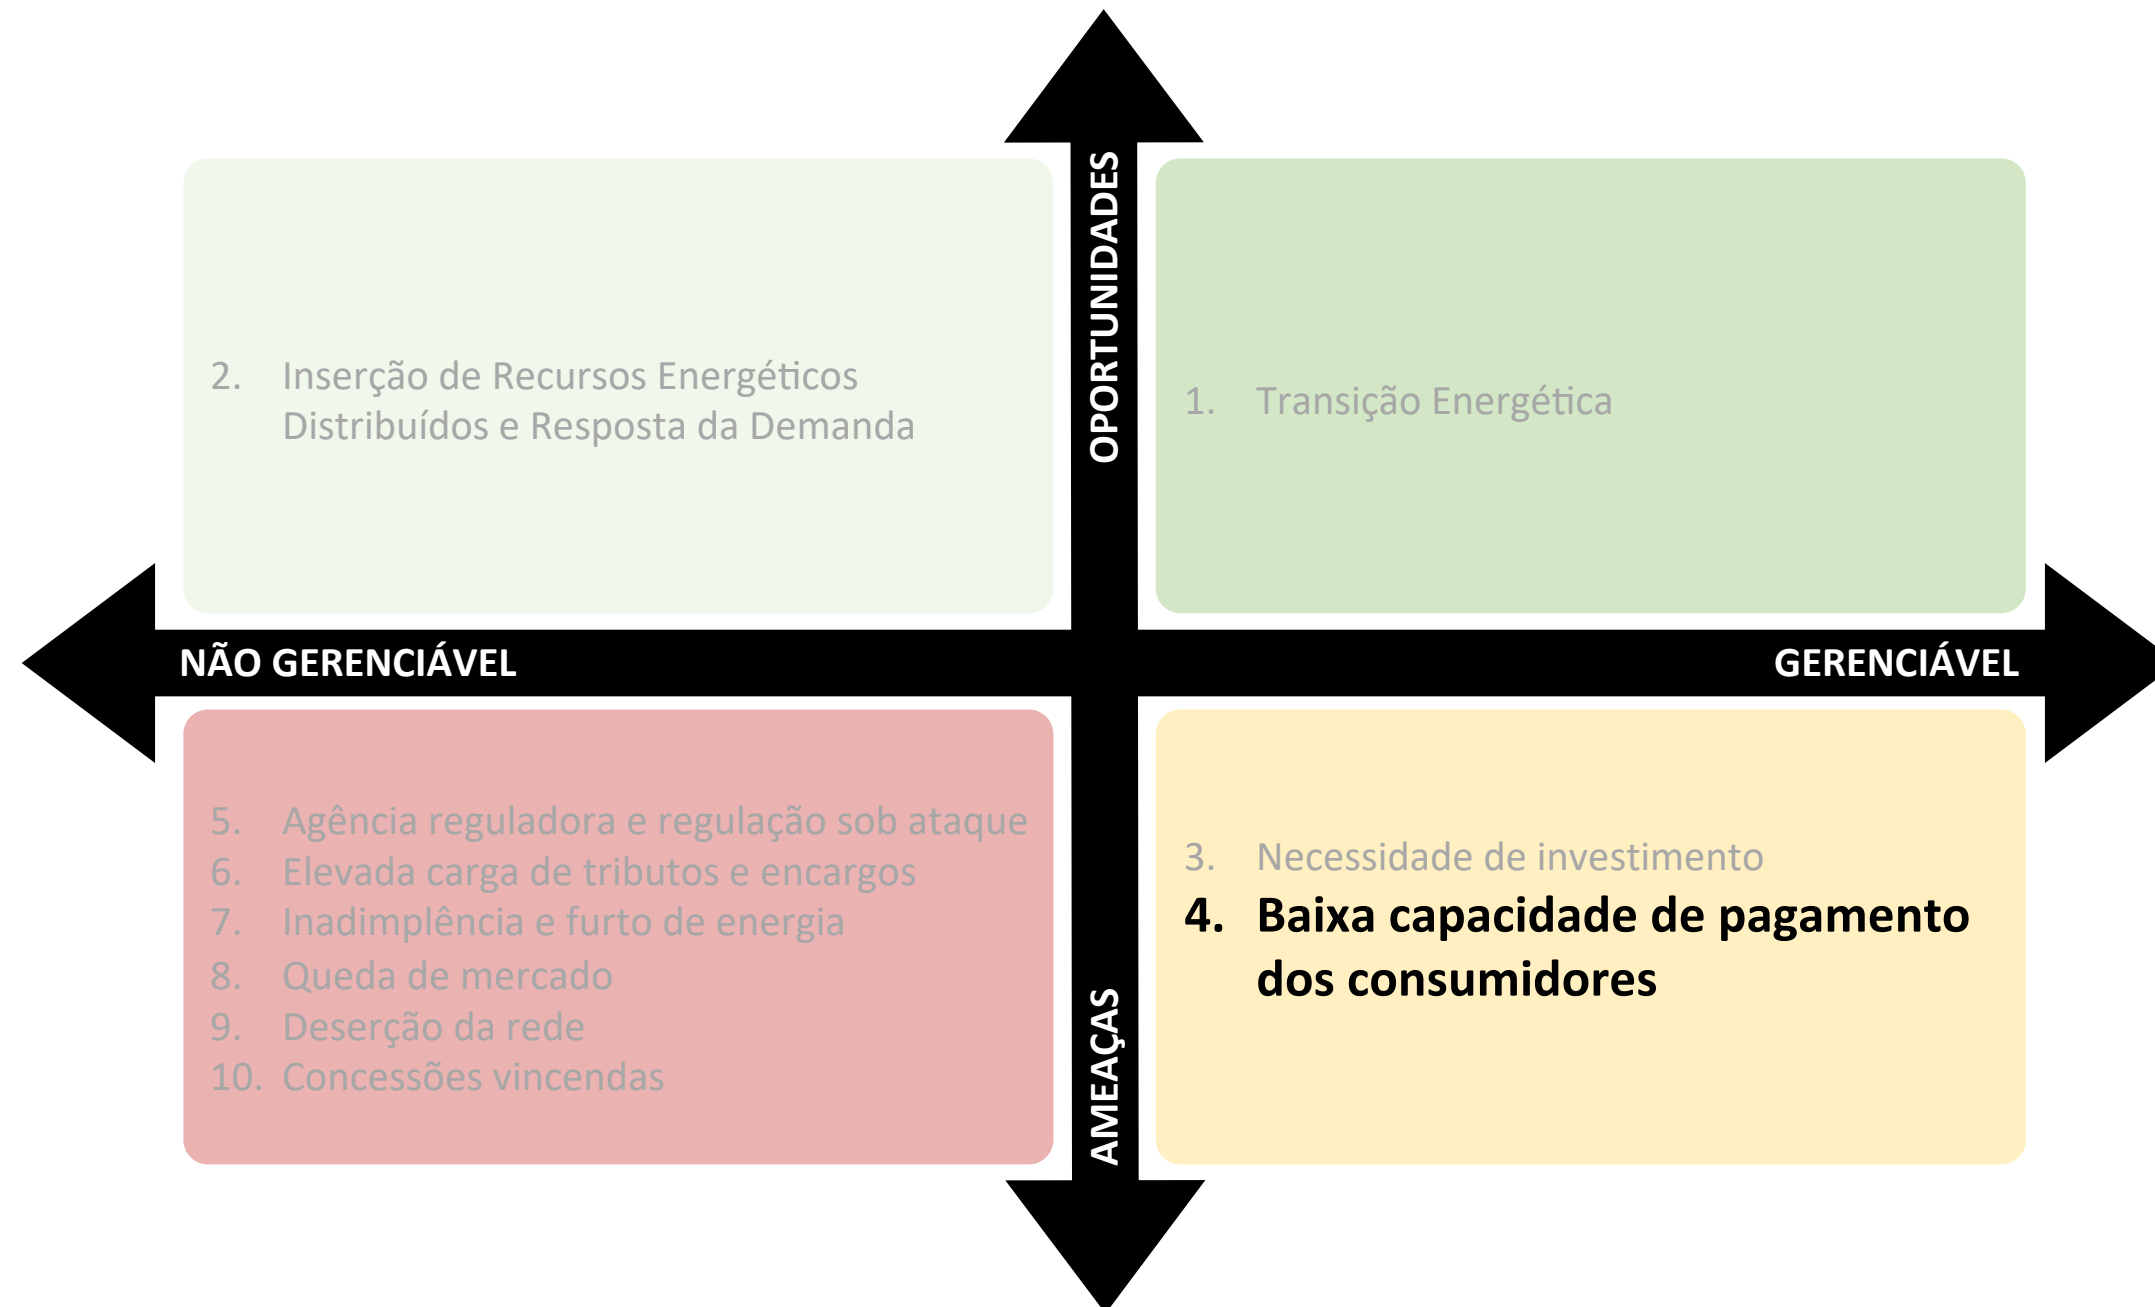 OPORTUNIDADES
2. Inserção de Recursos Energéticos
Distribuídos e Resposta da Demanda
1. Transição Energética
NÃO GERENCIÁVEL
GERENCIÁVEL
5. Agência reguladora e regulação sob ataque
6. Elevada carga de tributos e encargos
7. Inadimplência e furto de energia
8. Queda de mercado
9. Deserção da rede
10. Concessões vincendas
AMEAÇAS
3. Necessidade de investimento
4. Baixa capacidade de pagamento
dos consumidores